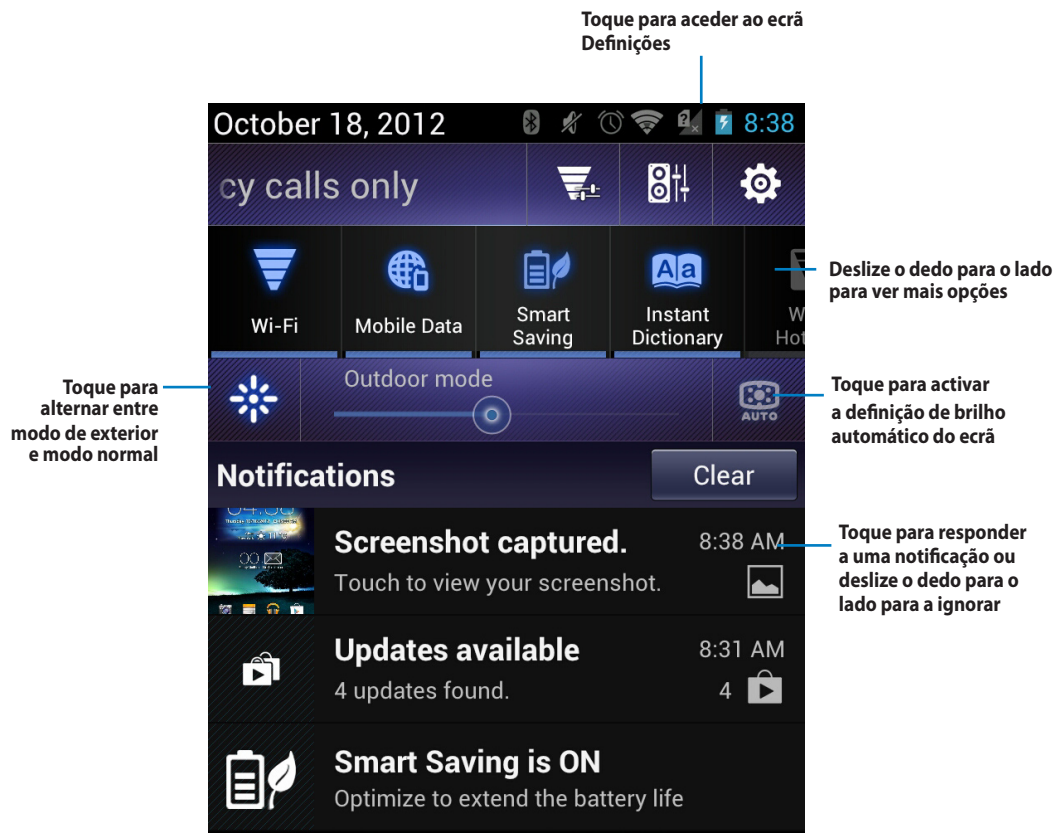 Toque para aceder ao ecrã
Definições
October 18, 2012
8:38
cy calls only
Wi-Fi
Mobile Data
Smart
Saving
Aa
Instant
Dictionary
W
Hot
Deslize o dedo para o lado
para ver mais opções
Toque para
alternar entre
modo de exterior
e modo normal
Outdoor mode
AUTO
Toque para activar
a definição de brilho
automático do ecrã
Notifications
Clear
Screenshot captured.
8:38 AM
Touch to view your screenshot.
Toque para responder
a uma notificação ou
deslize o dedo para o
lado para a ignorar
Updates available
8:31 AM
4 updates found.
4
Smart Saving is ON
Optimize to extend the battery life